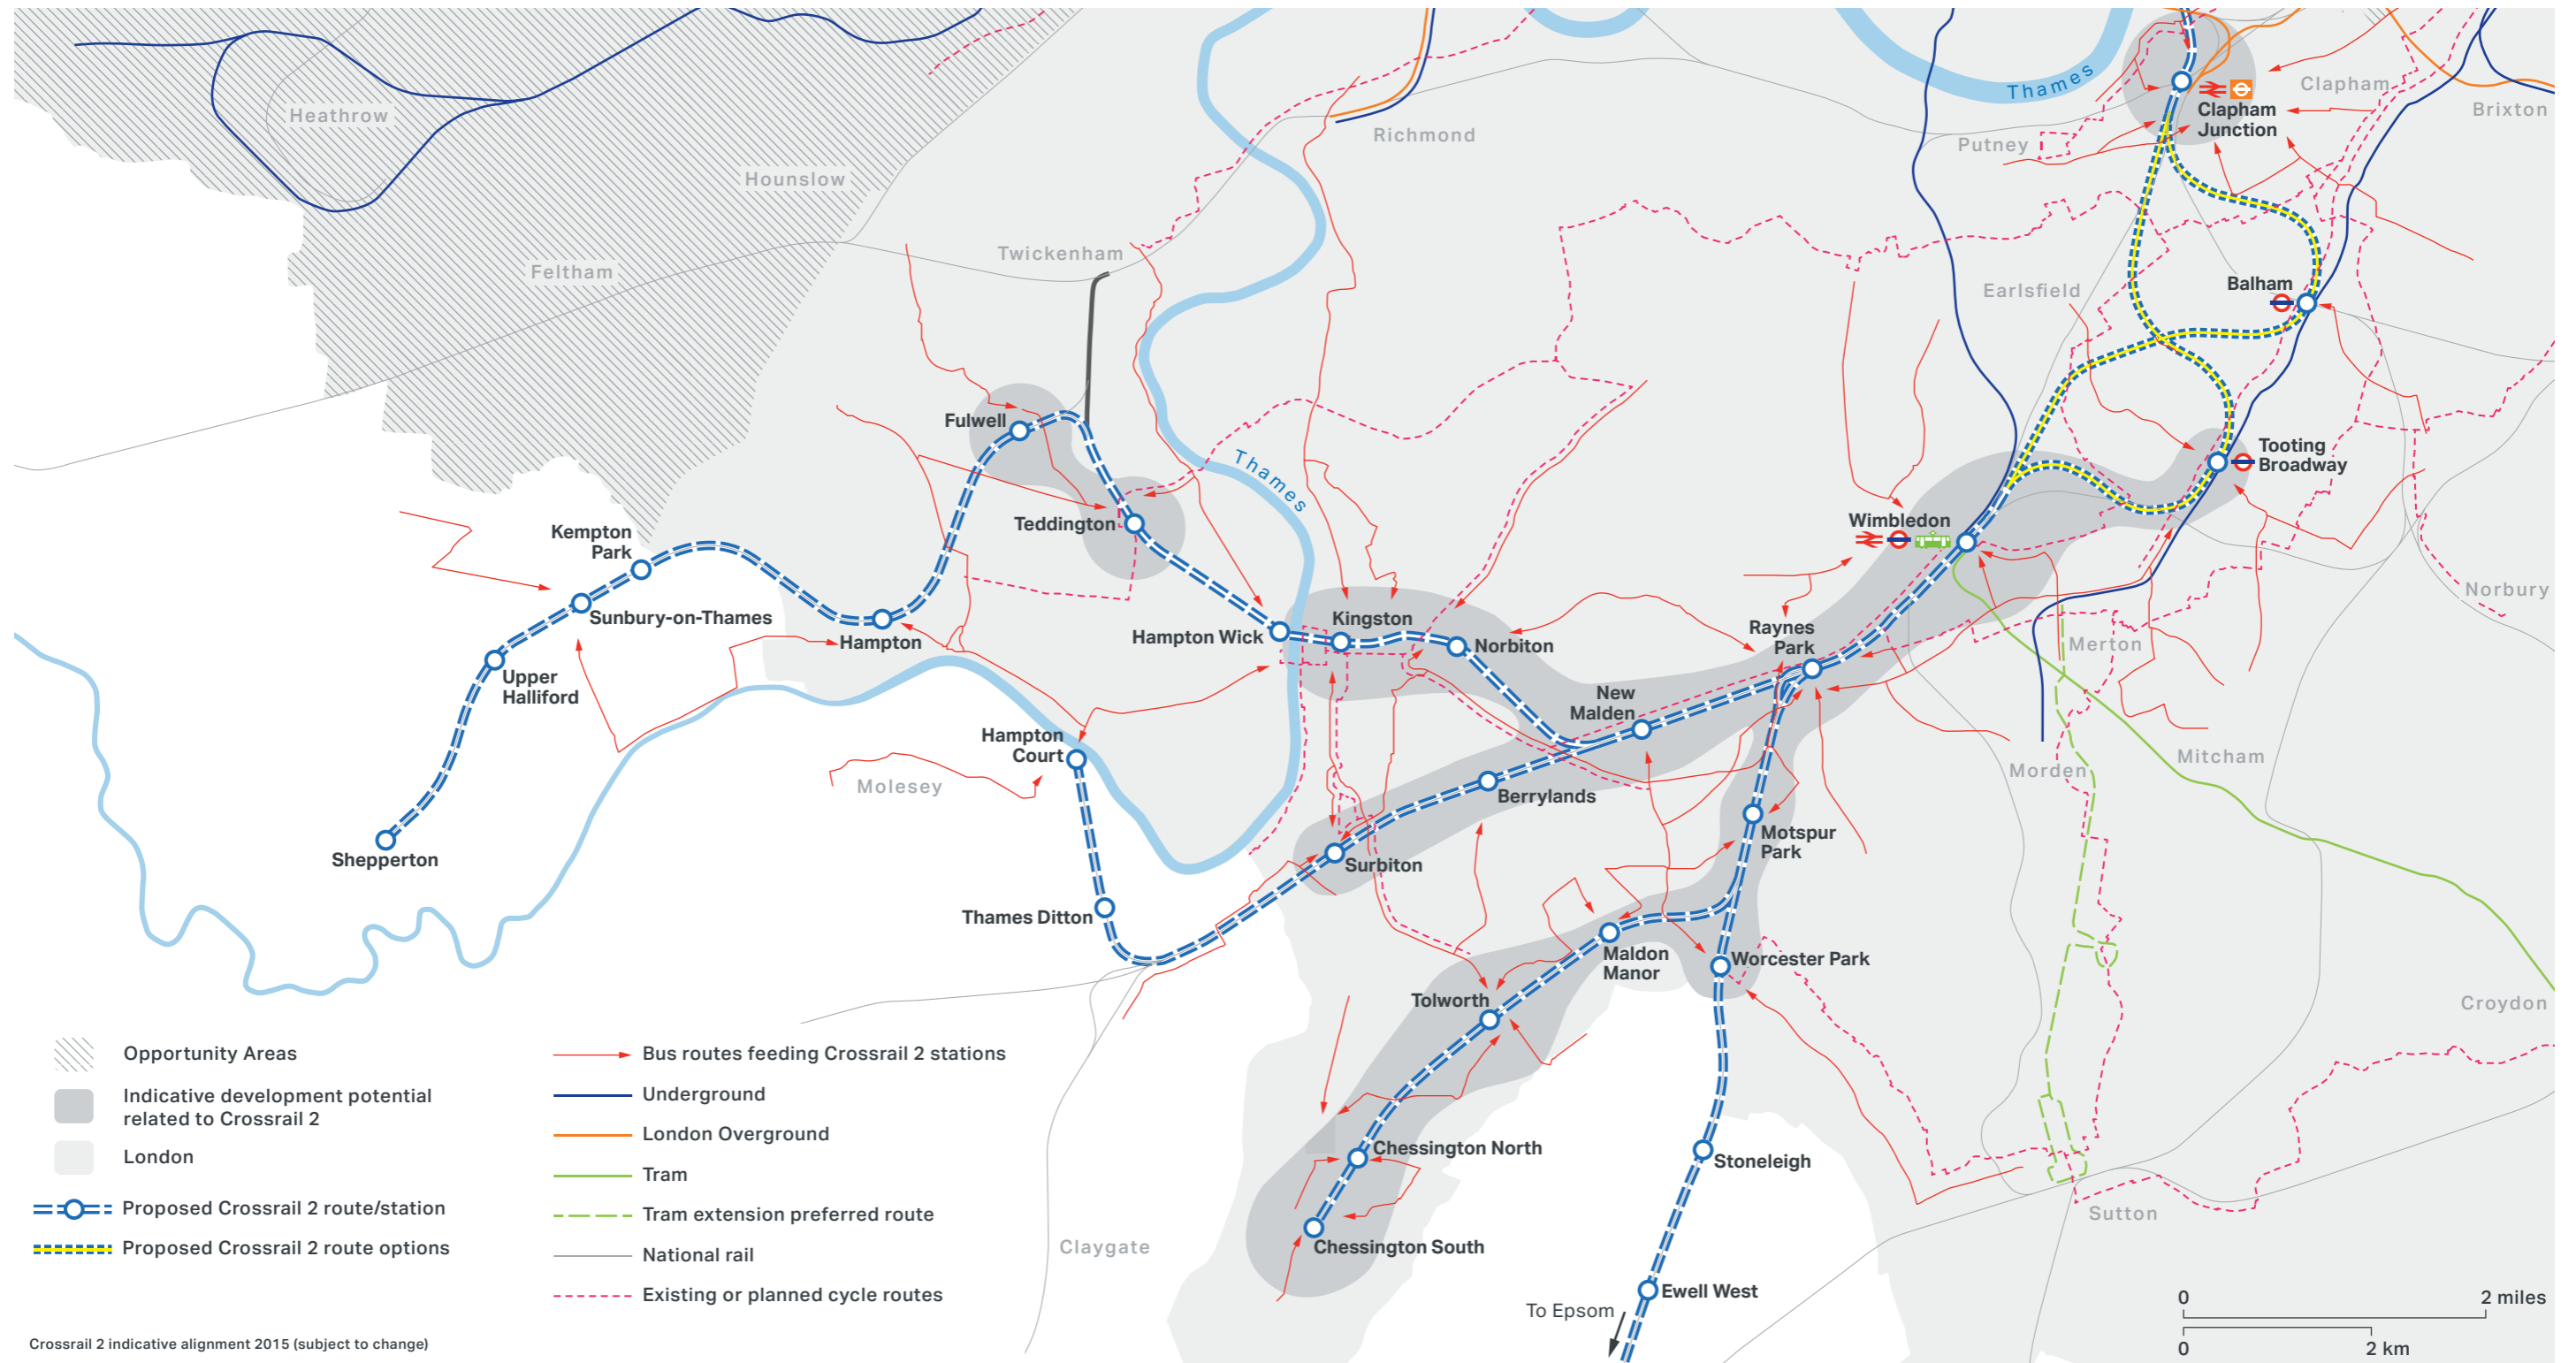 Thames
Clapham
Brixton
Heathrow
Clapham
Junction
Richmond
Putney
Hounslow
Twickenham
Feltham
Earlsfield
Balham
Fulwell
Thames
Tooting
Broadway
Teddington
Wimbledon
Kempton
Park
Sunbury-on-Thames
Norbury
Hampton
Hampton Wick
Kingston
Norbiton
Raynes
Park
Merton
Upper
Halliford
New
Malden
Hampton
Court
Molesey
Morden
Mitcham
Berrylands
Motspur
Park
Shepperton
Surbiton
Thames Ditton
Maldon
Manor
Worcester Park
Tolworth
Croydon
Chessington North
Stoneleigh
Sutton
Claygate
Chessington South
Ewell West
To Epsom
Opportunity Areas
Indicative development potential
related to Crossrail 2
London
Proposed Crossrail 2 route/station
Proposed Crossrail 2 route options
Bus routes feeding Crossrail 2 stations
Underground
London Overground
Tram
Tram extension preferred route
National rail
Existing or planned cycle routes
0 2 miles
0 2 km
Crossrail 2 indicative alignment 2015 (subject to change)